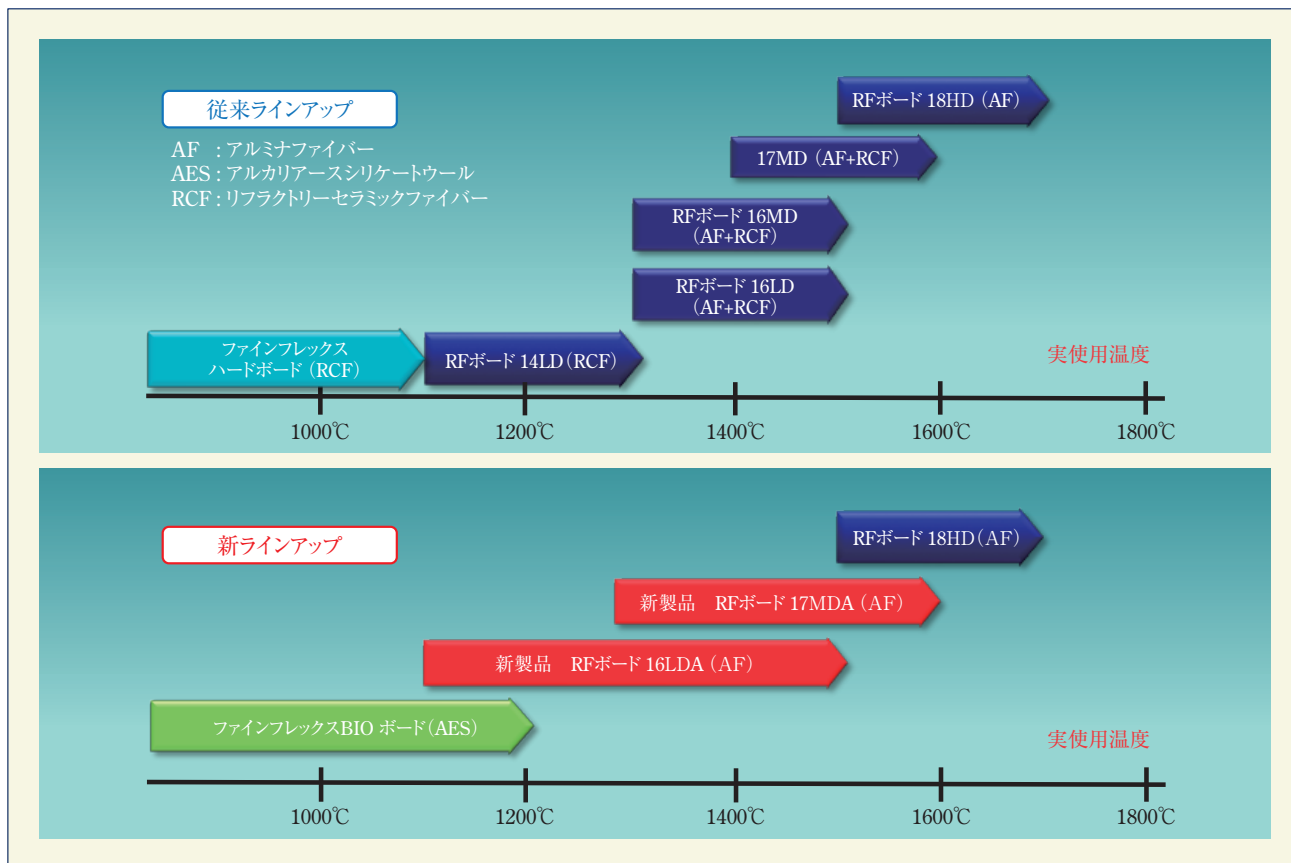 従来ラインアップ
AF :アルミナファイバー
AES:アルカリアースシリケートウール
RCF:リフラクトリーセラミックファイバー
RFボード 18HD(AF)
17MD(AF+RCF)
RFボード 16MD
(AF+RCF)
RFボード 16LD
(AF+RCF)
ファインフレックス
ハードボード(RCF)
RFボード 14LD(RCF)
実使用温度
1000℃ 1200℃ 1400℃ 1600℃ 1800℃
新ラインアップ
RFボード 18HD(AF)
新製品 RFボード 17MDA(AF)
新製品 RFボード 16LDA(AF)
ファインフレックスBIO ボード(AES)
実使用温度
1000℃ 1200℃ 1400℃ 1600℃ 1800℃